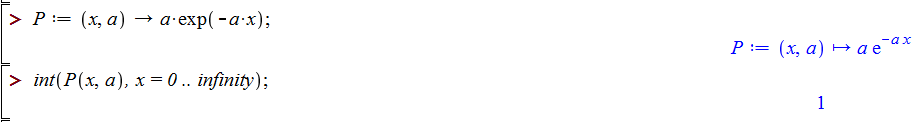 > P := (x, a) → a·exp(−a·x);
P := (x, a) ↦ a e^{−a x}
> int(P(x, a), x = 0 .. infinity);
1